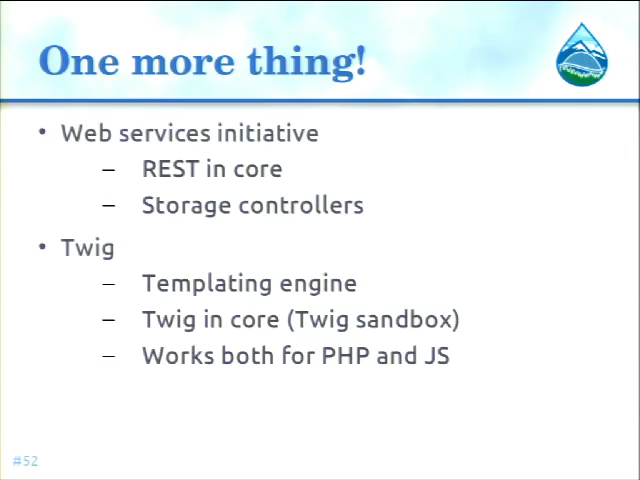 One more thing!
• Web services initiative
– REST in core
– Storage controllers
• Twig
– Templating engine
– Twig in core (Twig sandbox)
– Works both for PHP and JS
#52